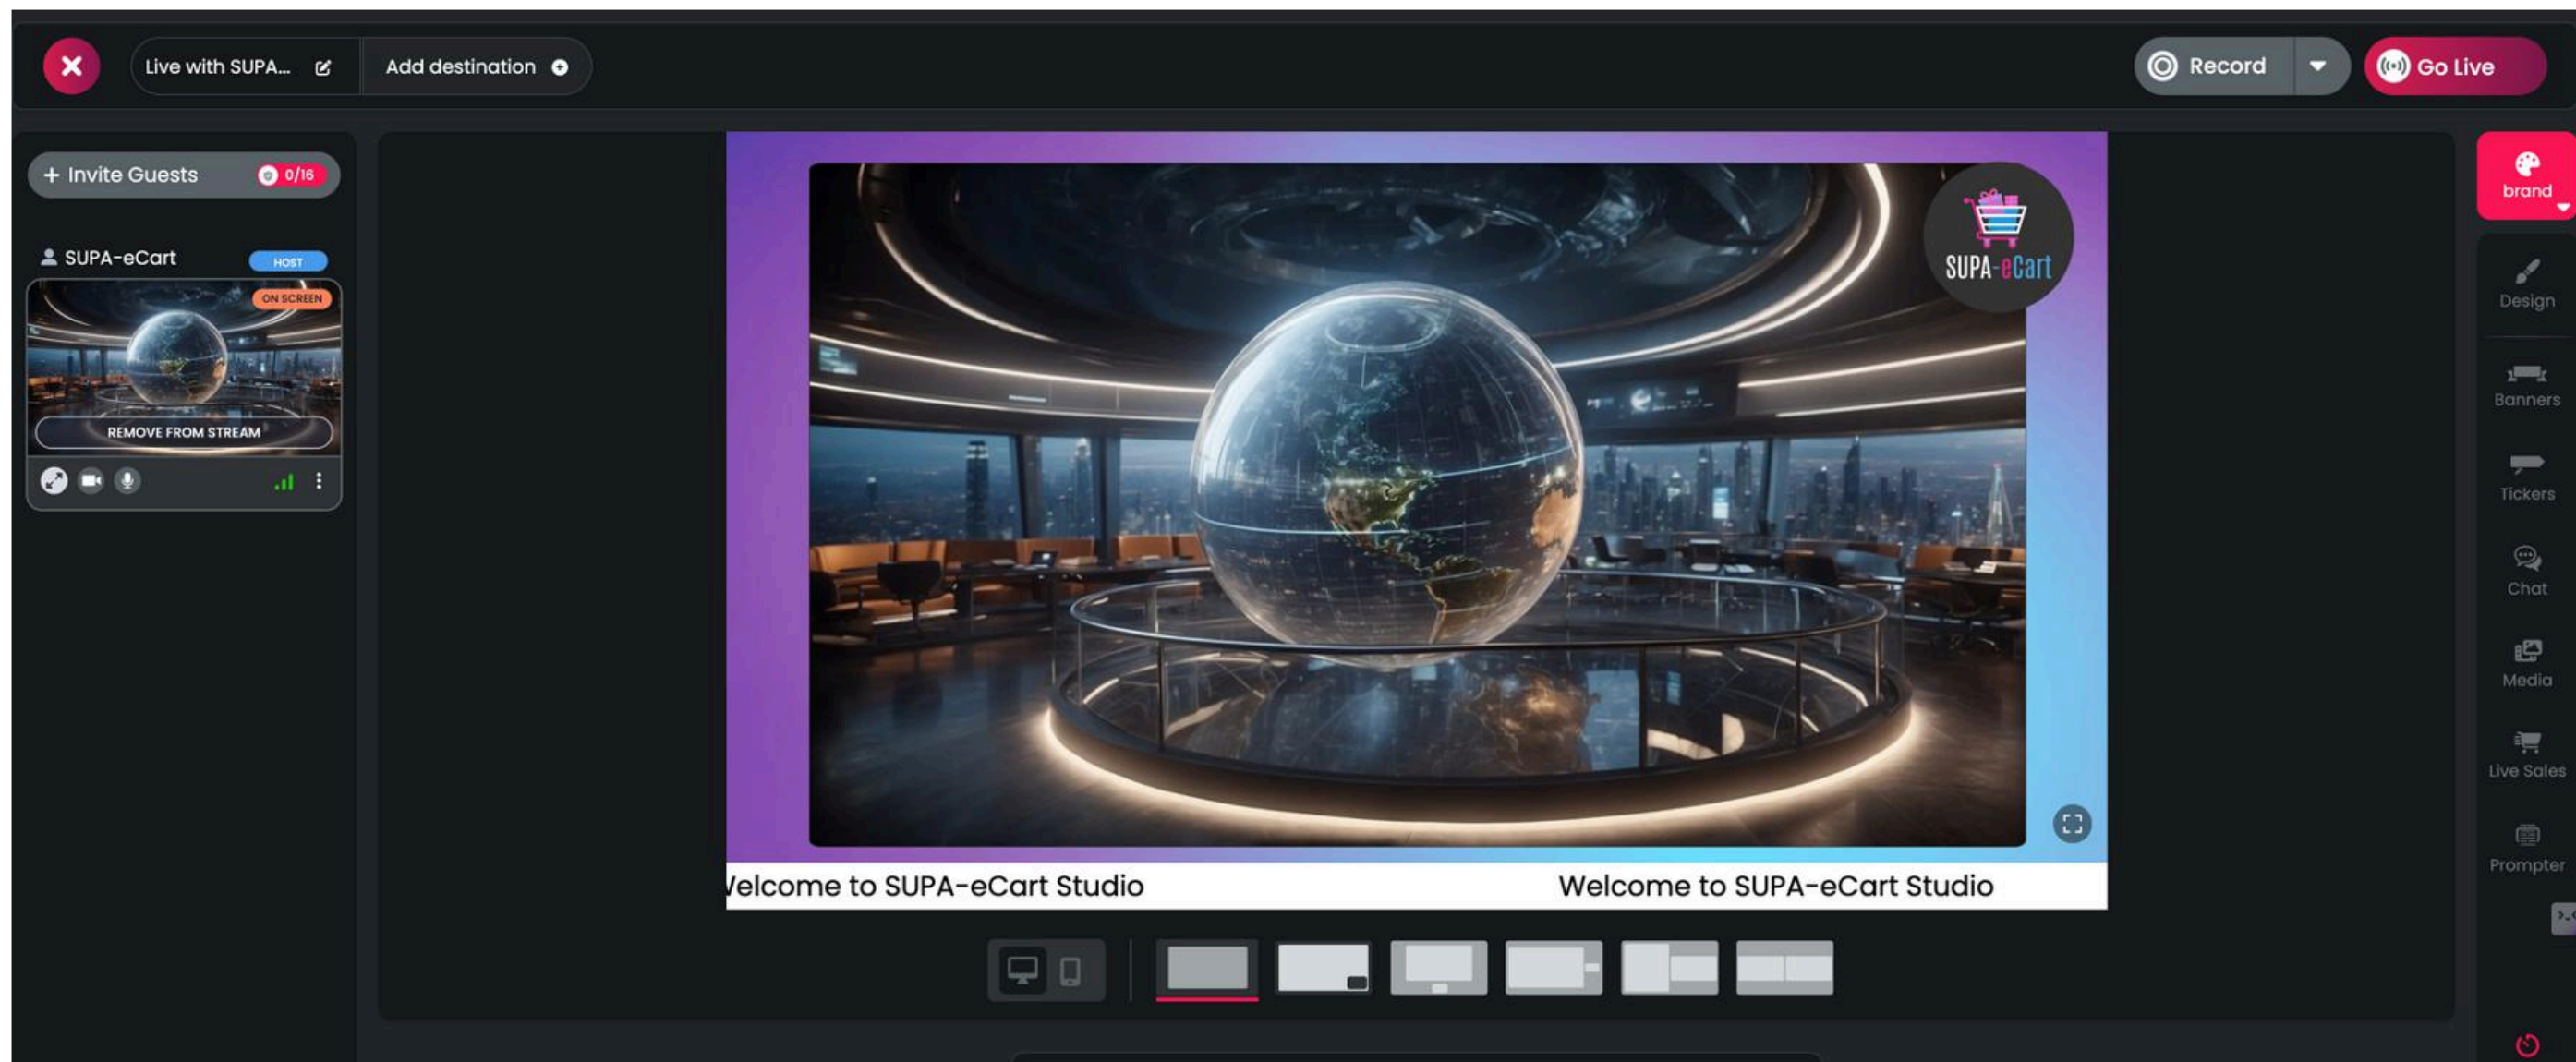 Live with SUPA...
Add destination
Record
Go Live
+ Invite Guests
0/16
SUPA-eCart
HOST
ON SCREEN
REMOVE FROM STREAM
SUPA-eCart
Welcome to SUPA-eCart Studio
Welcome to SUPA-eCart Studio
brand
Design
Banners
Tickers
Chat
Media
Live Sales
Prompter